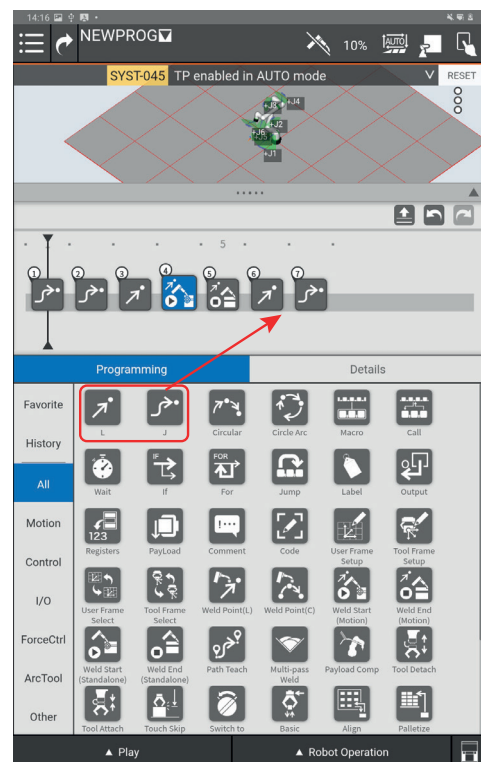 14:16
NEWPROG
10%
AUTO
SYST-045 TP enabled in AUTO mode
RESET
+J4
+J2
+J6
+J1
5
1 2 3 4 5 6 7
Programming Details
Favorite
History
All
Motion
Control
I/O
ForceCtrl
ArcTool
Other
L J Circular Circle Arc Macro Call
IF FOR
Wait If For Jump Label Output
123
Registers PayLoad Comment Code User Frame Setup Tool Frame Setup
User Frame Select Tool Frame Select Weld Point(L) Weld Point(C) Weld Start (Motion) Weld End (Motion)
Weld Start (Standalone) Weld End (Standalone) Path Teach Multi-pass Weld Payload Comp Tool Detach
Tool Attach Touch Skip Switch to Basic Align Palletize
▲ Play ▲ Robot Operation